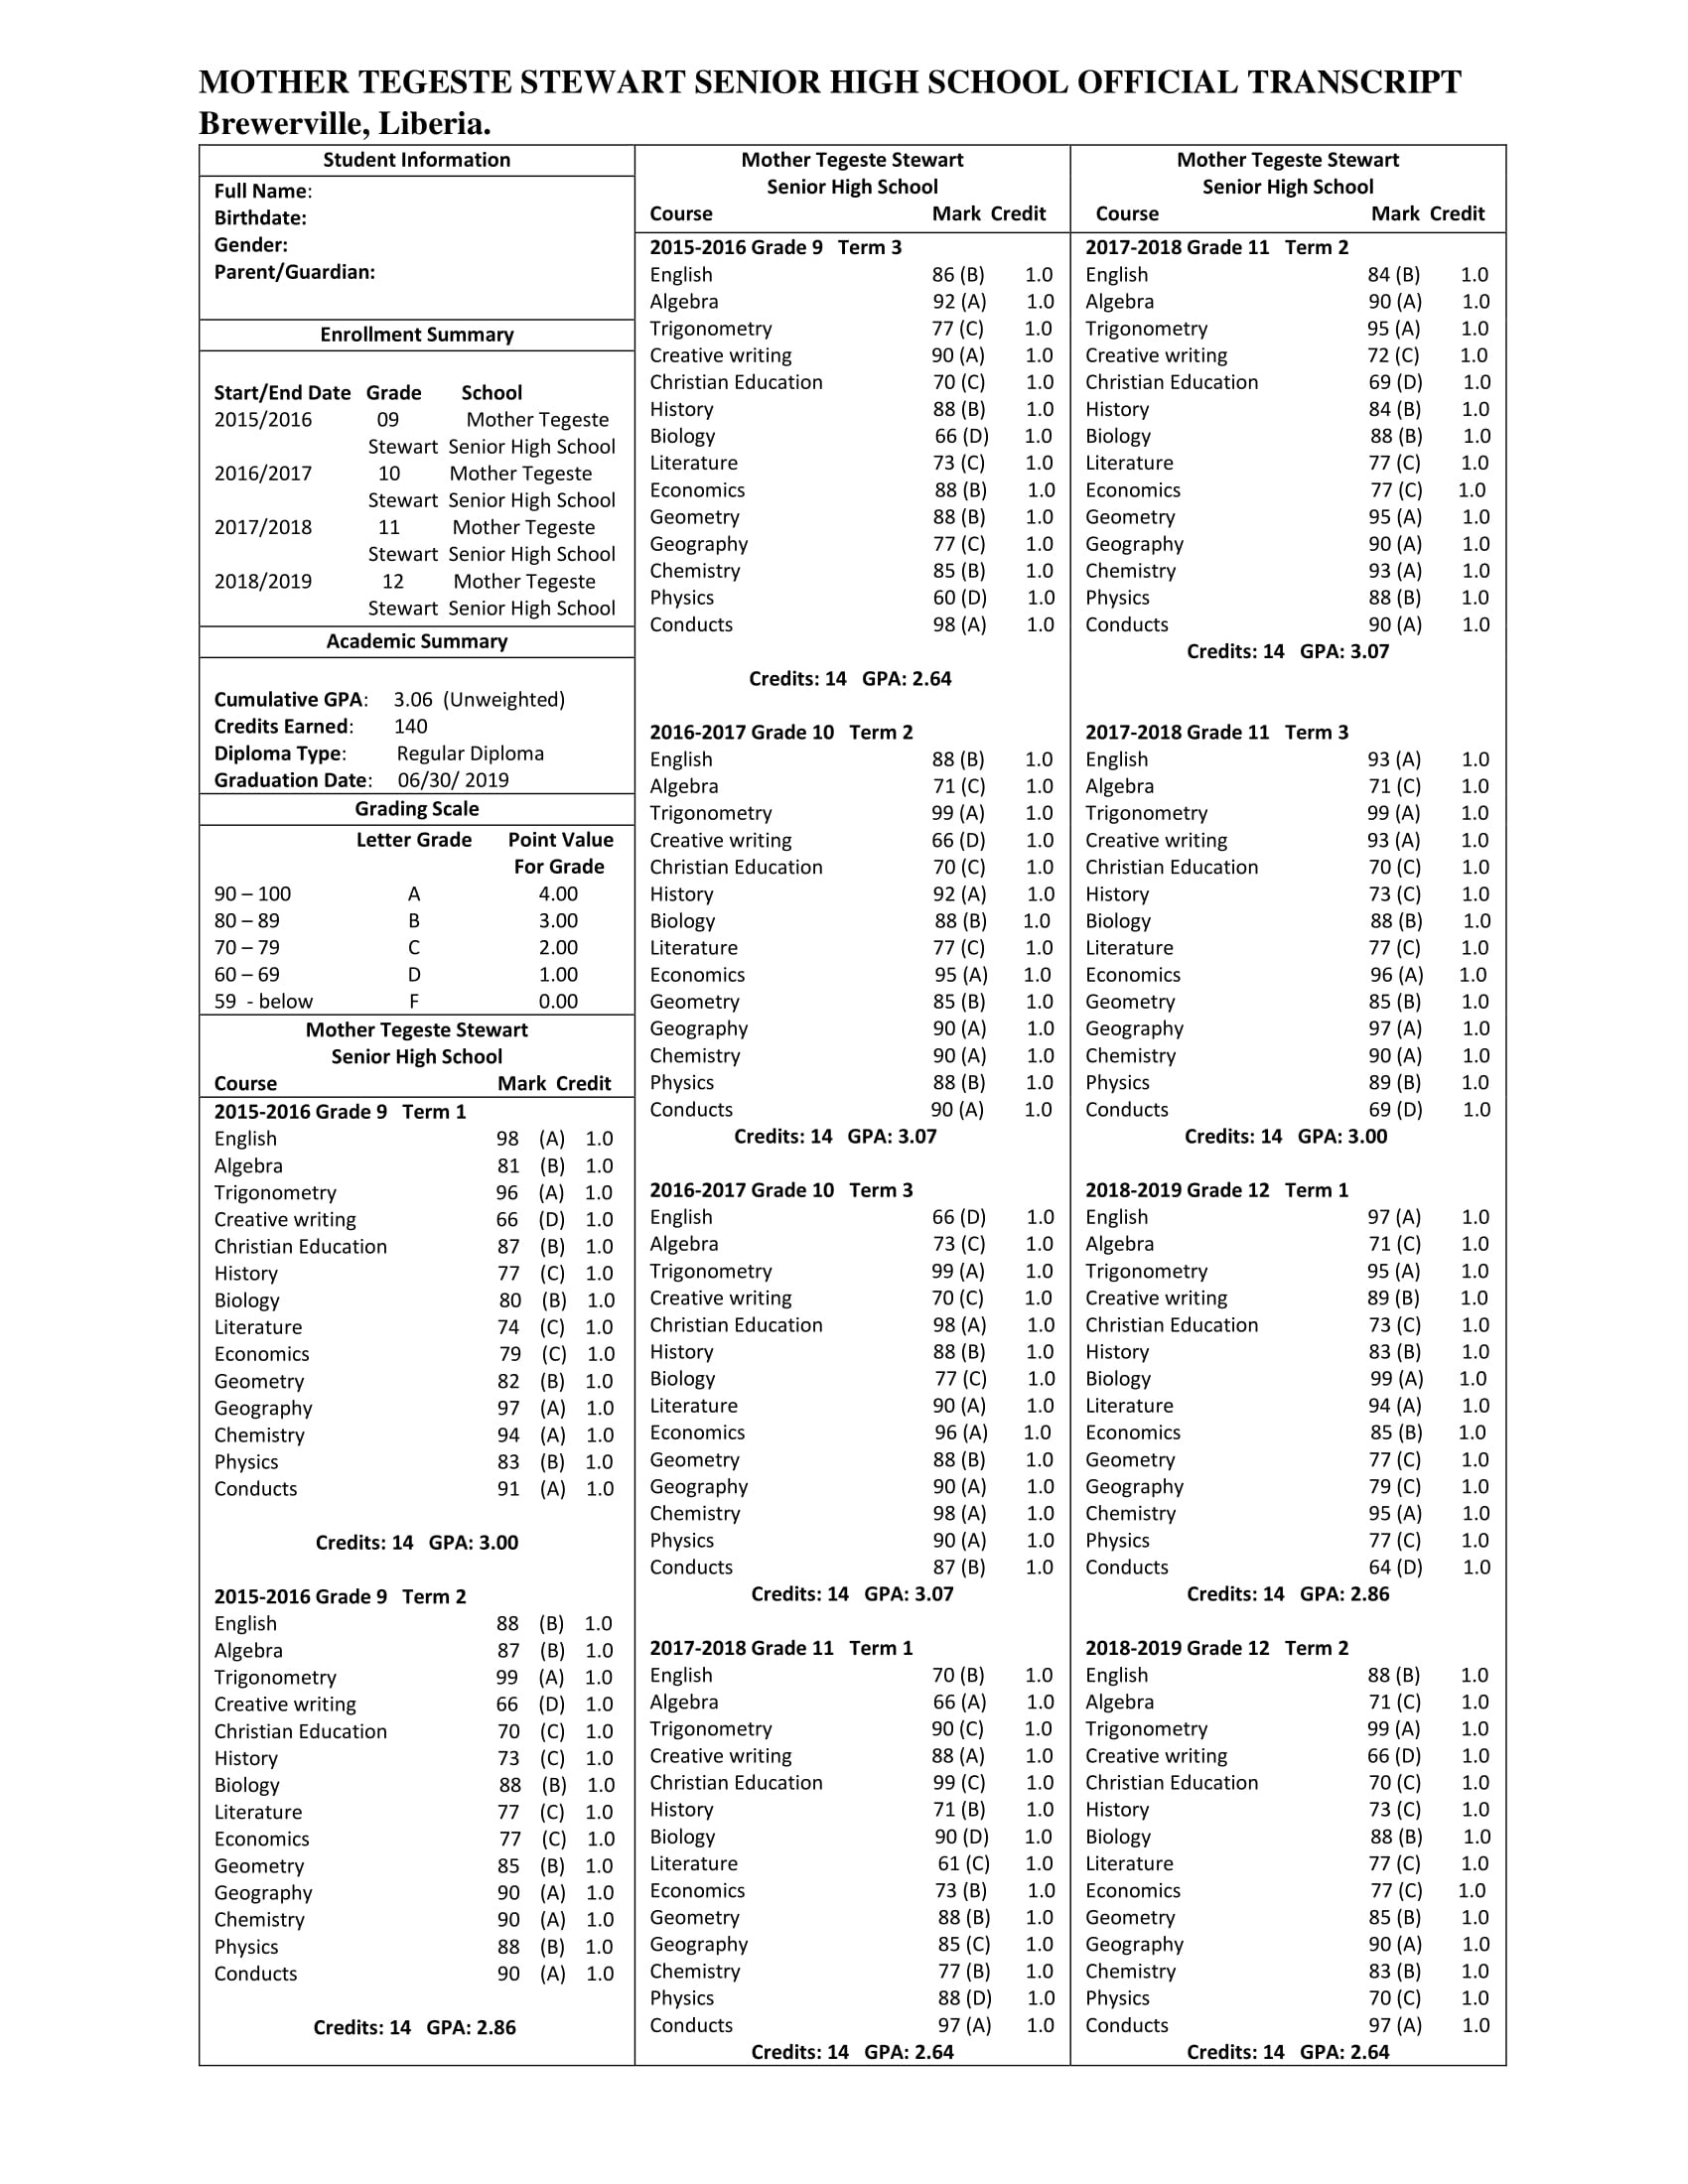 MOTHER TEGESTE STEWART SENIOR HIGH SCHOOL OFFICIAL TRANSCRIPT
Brewerville, Liberia.
Student Information
Full Name:
Birthdate:
Gender:
Parent/Guardian:
Enrollment Summary
Start/End Date Grade School
2015/2016 09 Mother Tegeste
Stewart Senior High School
2016/2017 10 Mother Tegeste
Stewart Senior High School
2017/2018 11 Mother Tegeste
Stewart Senior High School
2018/2019 12 Mother Tegeste
Stewart Senior High School
Academic Summary
Cumulative GPA: 3.06 (Unweighted)
Credits Earned: 140
Diploma Type: Regular Diploma
Graduation Date: 06/30/ 2019
Grading Scale
Letter Grade Point Value
For Grade
90 – 100 A 4.00
80 – 89 B 3.00
70 – 79 C 2.00
60 – 69 D 1.00
59 - below F 0.00
Mother Tegeste Stewart
Senior High School
Course Mark Credit
2015-2016 Grade 9 Term 1
English 98 (A) 1.0
Algebra 81 (B) 1.0
Trigonometry 96 (A) 1.0
Creative writing 66 (D) 1.0
Christian Education 87 (B) 1.0
History 77 (C) 1.0
Biology 80 (B) 1.0
Literature 74 (C) 1.0
Economics 79 (C) 1.0
Geometry 82 (B) 1.0
Geography 97 (A) 1.0
Chemistry 94 (A) 1.0
Physics 83 (B) 1.0
Conducts 91 (A) 1.0
Credits: 14 GPA: 3.00
2015-2016 Grade 9 Term 2
English 88 (B) 1.0
Algebra 87 (B) 1.0
Trigonometry 99 (A) 1.0
Creative writing 66 (D) 1.0
Christian Education 70 (C) 1.0
History 73 (C) 1.0
Biology 88 (B) 1.0
Literature 77 (C) 1.0
Economics 77 (C) 1.0
Geometry 85 (B) 1.0
Geography 90 (A) 1.0
Chemistry 90 (A) 1.0
Physics 88 (B) 1.0
Conducts 90 (A) 1.0
Credits: 14 GPA: 2.86
Mother Tegeste Stewart
Senior High School
Course Mark Credit
2015-2016 Grade 9 Term 3
English 86 (B) 1.0
Algebra 92 (A) 1.0
Trigonometry 77 (C) 1.0
Creative writing 90 (A) 1.0
Christian Education 70 (C) 1.0
History 88 (B) 1.0
Biology 66 (D) 1.0
Literature 73 (C) 1.0
Economics 88 (B) 1.0
Geometry 88 (B) 1.0
Geography 77 (C) 1.0
Chemistry 85 (B) 1.0
Physics 60 (D) 1.0
Conducts 98 (A) 1.0
Credits: 14 GPA: 2.64
2016-2017 Grade 10 Term 2
English 88 (B) 1.0
Algebra 71 (C) 1.0
Trigonometry 99 (A) 1.0
Creative writing 66 (D) 1.0
Christian Education 70 (C) 1.0
History 92 (A) 1.0
Biology 88 (B) 1.0
Literature 77 (C) 1.0
Economics 95 (A) 1.0
Geometry 85 (B) 1.0
Geography 90 (A) 1.0
Chemistry 90 (A) 1.0
Physics 88 (B) 1.0
Conducts 90 (A) 1.0
Credits: 14 GPA: 3.07
2016-2017 Grade 10 Term 3
English 66 (D) 1.0
Algebra 73 (C) 1.0
Trigonometry 99 (A) 1.0
Creative writing 70 (C) 1.0
Christian Education 98 (A) 1.0
History 88 (B) 1.0
Biology 77 (C) 1.0
Literature 90 (A) 1.0
Economics 96 (A) 1.0
Geometry 88 (B) 1.0
Geography 90 (A) 1.0
Chemistry 98 (A) 1.0
Physics 90 (A) 1.0
Conducts 87 (B) 1.0
Credits: 14 GPA: 3.07
2017-2018 Grade 11 Term 1
English 70 (B) 1.0
Algebra 66 (A) 1.0
Trigonometry 90 (C) 1.0
Creative writing 88 (A) 1.0
Christian Education 99 (C) 1.0
History 71 (B) 1.0
Biology 90 (D) 1.0
Literature 61 (C) 1.0
Economics 73 (B) 1.0
Geometry 88 (B) 1.0
Geography 85 (C) 1.0
Chemistry 77 (B) 1.0
Physics 88 (D) 1.0
Conducts 97 (A) 1.0
Credits: 14 GPA: 2.64
Mother Tegeste Stewart
Senior High School
Course Mark Credit
2017-2018 Grade 11 Term 2
English 84 (B) 1.0
Algebra 90 (A) 1.0
Trigonometry 95 (A) 1.0
Creative writing 72 (C) 1.0
Christian Education 69 (D) 1.0
History 84 (B) 1.0
Biology 88 (B) 1.0
Literature 77 (C) 1.0
Economics 77 (C) 1.0
Geometry 95 (A) 1.0
Geography 90 (A) 1.0
Chemistry 93 (A) 1.0
Physics 88 (B) 1.0
Conducts 90 (A) 1.0
Credits: 14 GPA: 3.07
2017-2018 Grade 11 Term 3
English 93 (A) 1.0
Algebra 71 (C) 1.0
Trigonometry 99 (A) 1.0
Creative writing 93 (A) 1.0
Christian Education 70 (C) 1.0
History 73 (C) 1.0
Biology 88 (B) 1.0
Literature 77 (C) 1.0
Economics 96 (A) 1.0
Geometry 85 (B) 1.0
Geography 97 (A) 1.0
Chemistry 90 (A) 1.0
Physics 89 (B) 1.0
Conducts 69 (D) 1.0
Credits: 14 GPA: 3.00
2018-2019 Grade 12 Term 1
English 97 (A) 1.0
Algebra 71 (C) 1.0
Trigonometry 95 (A) 1.0
Creative writing 89 (B) 1.0
Christian Education 73 (C) 1.0
History 83 (B) 1.0
Biology 99 (A) 1.0
Literature 94 (A) 1.0
Economics 85 (B) 1.0
Geometry 77 (C) 1.0
Geography 79 (C) 1.0
Chemistry 95 (A) 1.0
Physics 77 (C) 1.0
Conducts 64 (D) 1.0
Credits: 14 GPA: 2.86
2018-2019 Grade 12 Term 2
English 88 (B) 1.0
Algebra 71 (C) 1.0
Trigonometry 99 (A) 1.0
Creative writing 66 (D) 1.0
Christian Education 70 (C) 1.0
History 73 (C) 1.0
Biology 88 (B) 1.0
Literature 77 (C) 1.0
Economics 77 (C) 1.0
Geometry 85 (B) 1.0
Geography 90 (A) 1.0
Chemistry 83 (B) 1.0
Physics 70 (C) 1.0
Conducts 97 (A) 1.0
Credits: 14 GPA: 2.64